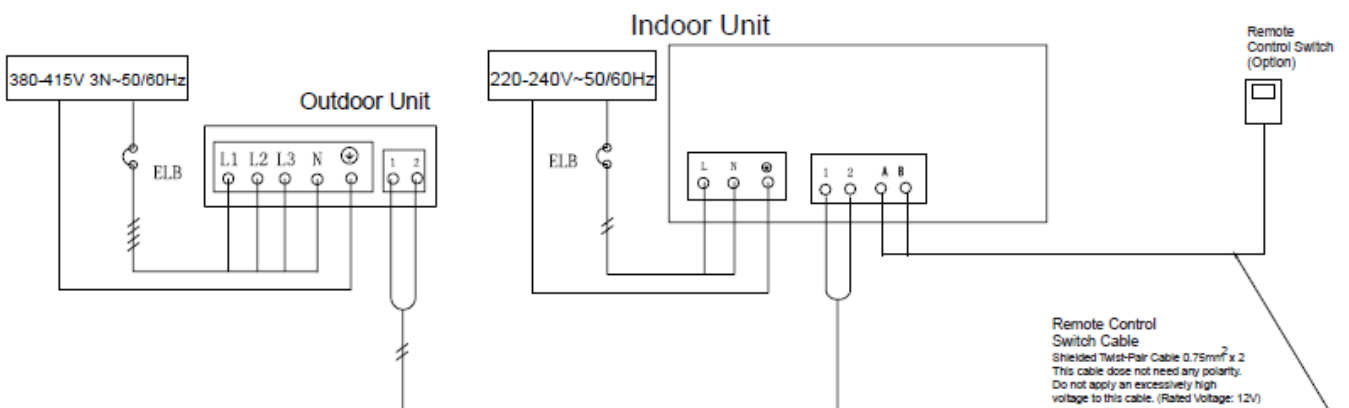 Indoor Unit
Remote
Control Switch
(Option)
380-415V 3N~50/60Hz
220-240V~50/60Hz
Outdoor Unit
ELB
L1 L2 L3 N
1 2
ELB
L N
1 2 A B
Remote Control
Switch Cable
Shielded Twist-Pair Cable 0.75mm² x 2
This cable dose not need any polarity.
Do not apply an excessively high
voltage to this cable. (Rated Voltage: 12V)